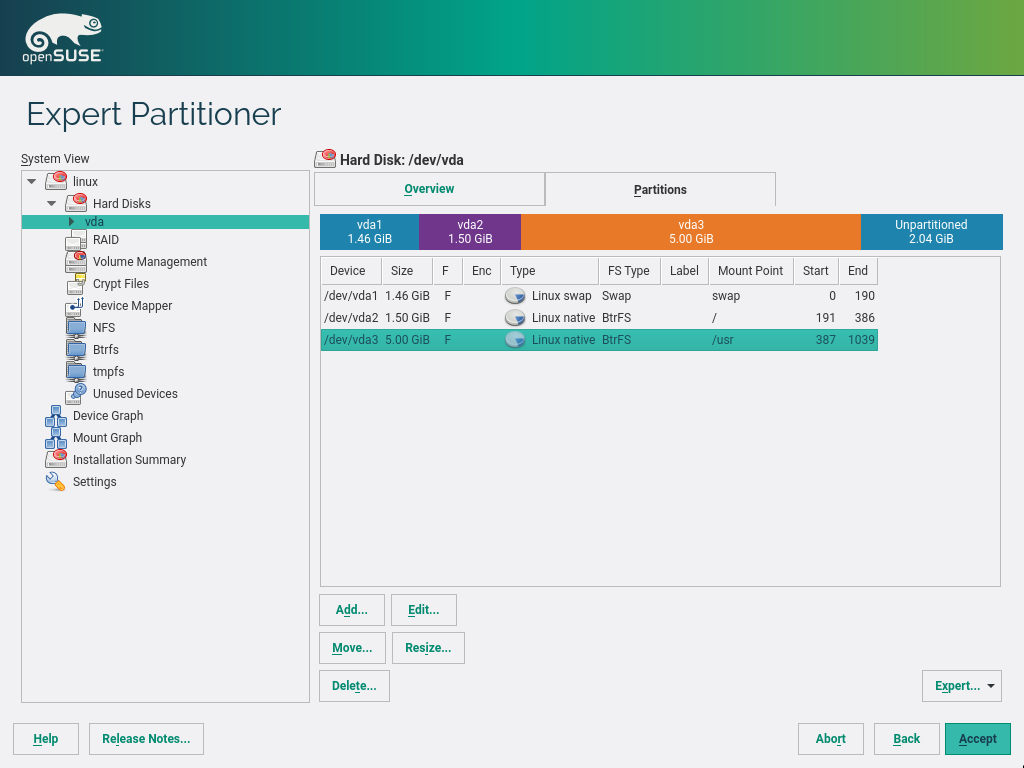 openSUSE
Expert Partitioner
System View
linux
Hard Disks
vda
RAID
Volume Management
Crypt Files
Device Mapper
NFS
Btrfs
tmpfs
Unused Devices
Device Graph
Mount Graph
Installation Summary
Settings
Hard Disk: /dev/vda
Overview Partitions
vda1 vda2 vda3 Unpartitioned
1.46 GiB 1.50 GiB 5.00 GiB 2.04 GiB
Device Size F Enc Type FS Type Label Mount Point Start End
/dev/vda1 1.46 GiB F Linux swap Swap swap 0 190
/dev/vda2 1.50 GiB F Linux native BtrFS / 191 386
/dev/vda3 5.00 GiB F Linux native BtrFS /usr 387 1039
Add... Edit...
Move... Resize...
Delete... Expert...
Help Release Notes... Abort Back Accept